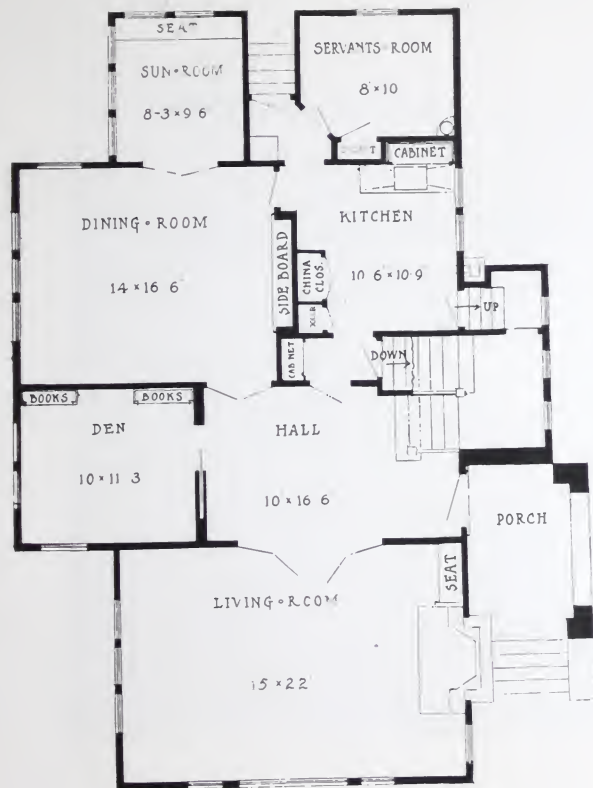 SEAT
SUN•ROOM
8-3×9 6
SERVANTS•ROOM
8×10
CABINET
DINING•ROOM
14×16 6
SIDE BOARD
CHINA
CLOS.
KITCHEN
10 6×10-9
UP
DOWN
CABINET
BOOKS
BOOKS
DEN
10×11 3
HALL
10×16 6
PORCH
SEAT
LIVING•ROOM
15×22